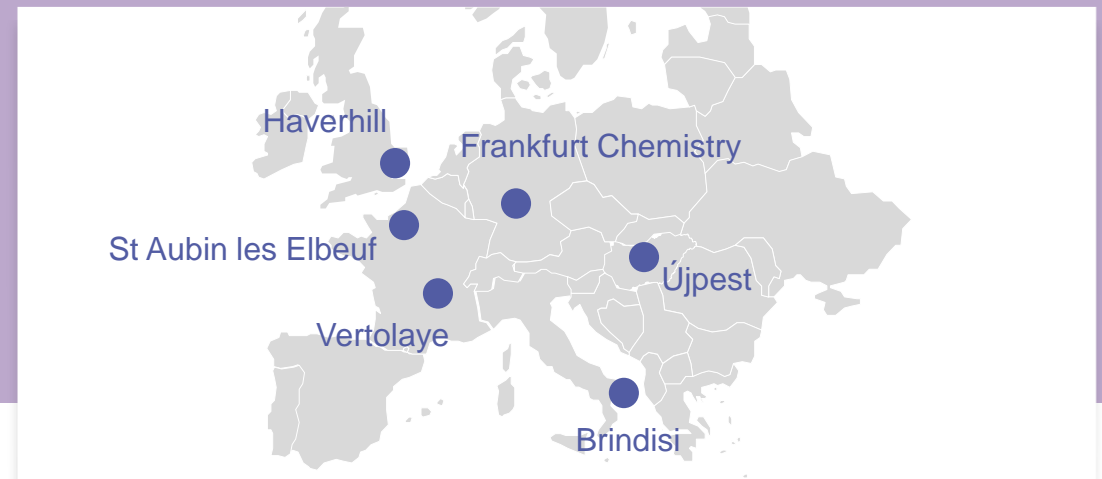 Haverhill
Frankfurt Chemistry
St Aubin les Elbeuf
Újpest
Vertolaye
Brindisi